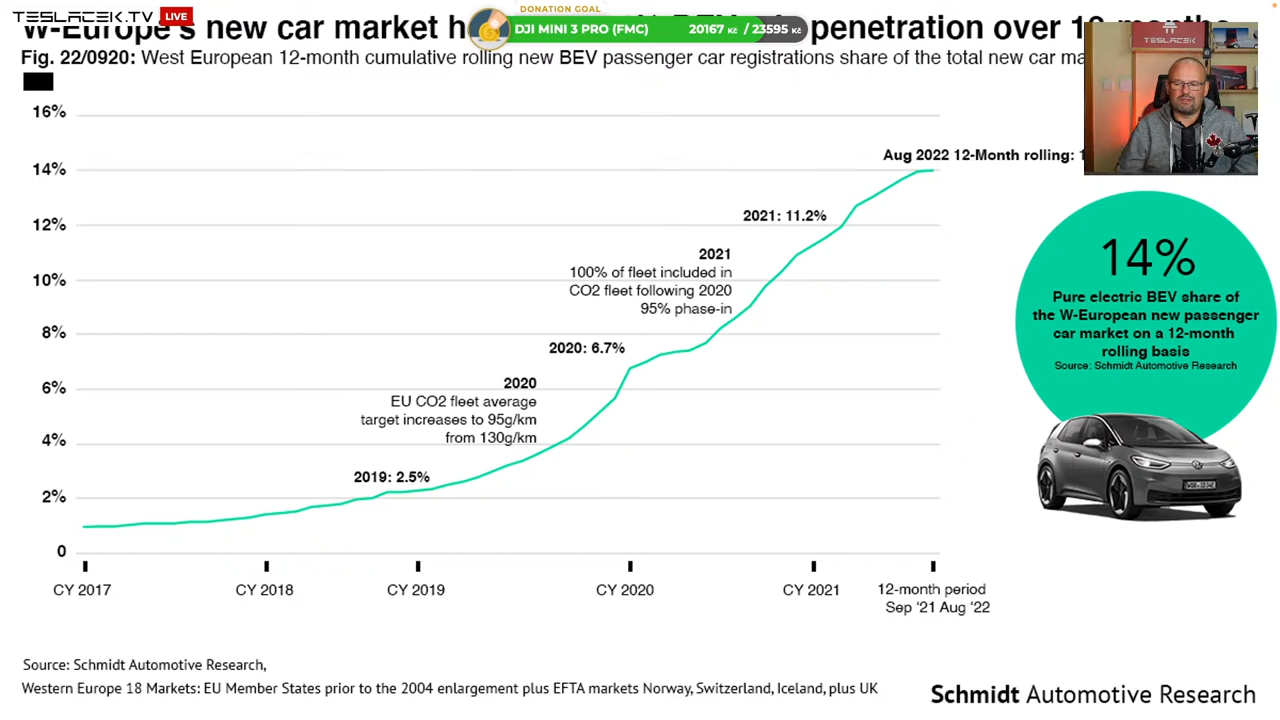 TESLACEK.TV LIVE
DONATION GOAL
DJI MINI 3 PRO (FMC) 20167 Kč / 23595 Kč
W-Europe's new car market penetration over 12 months
Fig. 22/0920: West European 12-month cumulative rolling new BEV passenger car registrations share of the total new car
TESLACEK
16%
14%
12%
10%
8%
6%
4%
2%
0
Aug 2022 12-Month rolling:
2021: 11.2%
2021
100% of fleet included in
CO2 fleet following 2020
95% phase-in
2020: 6.7%
2020
EU CO2 fleet average
target increases to 95g/km
from 130g/km
2019: 2.5%
CY 2017
CY 2018
CY 2019
CY 2020
CY 2021
12-month period
Sep ‘21 Aug ‘22
14%
Pure electric BEV share of
the W-European new passenger
car market on a 12-month
rolling basis
Source: Schmidt Automotive Research
Source: Schmidt Automotive Research,
Western Europe 18 Markets: EU Member States prior to the 2004 enlargement plus EFTA markets Norway, Switzerland, Iceland, plus UK
Schmidt Automotive Research